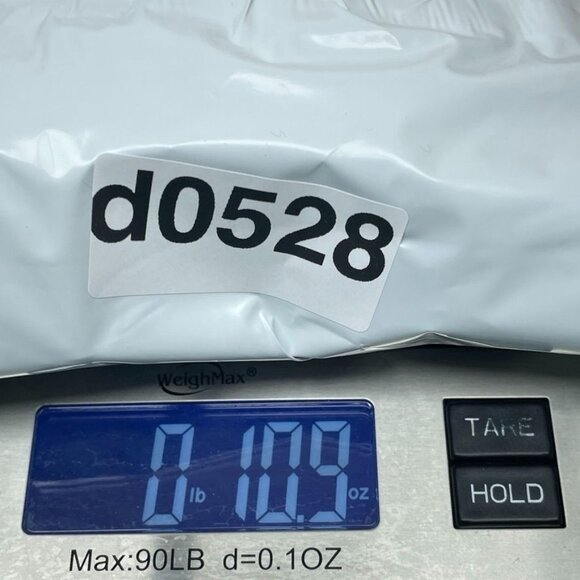 d0528
WeighMax®
0 lb 10.9 oz
TARE
HOLD
Max:90LB d=0.1OZ